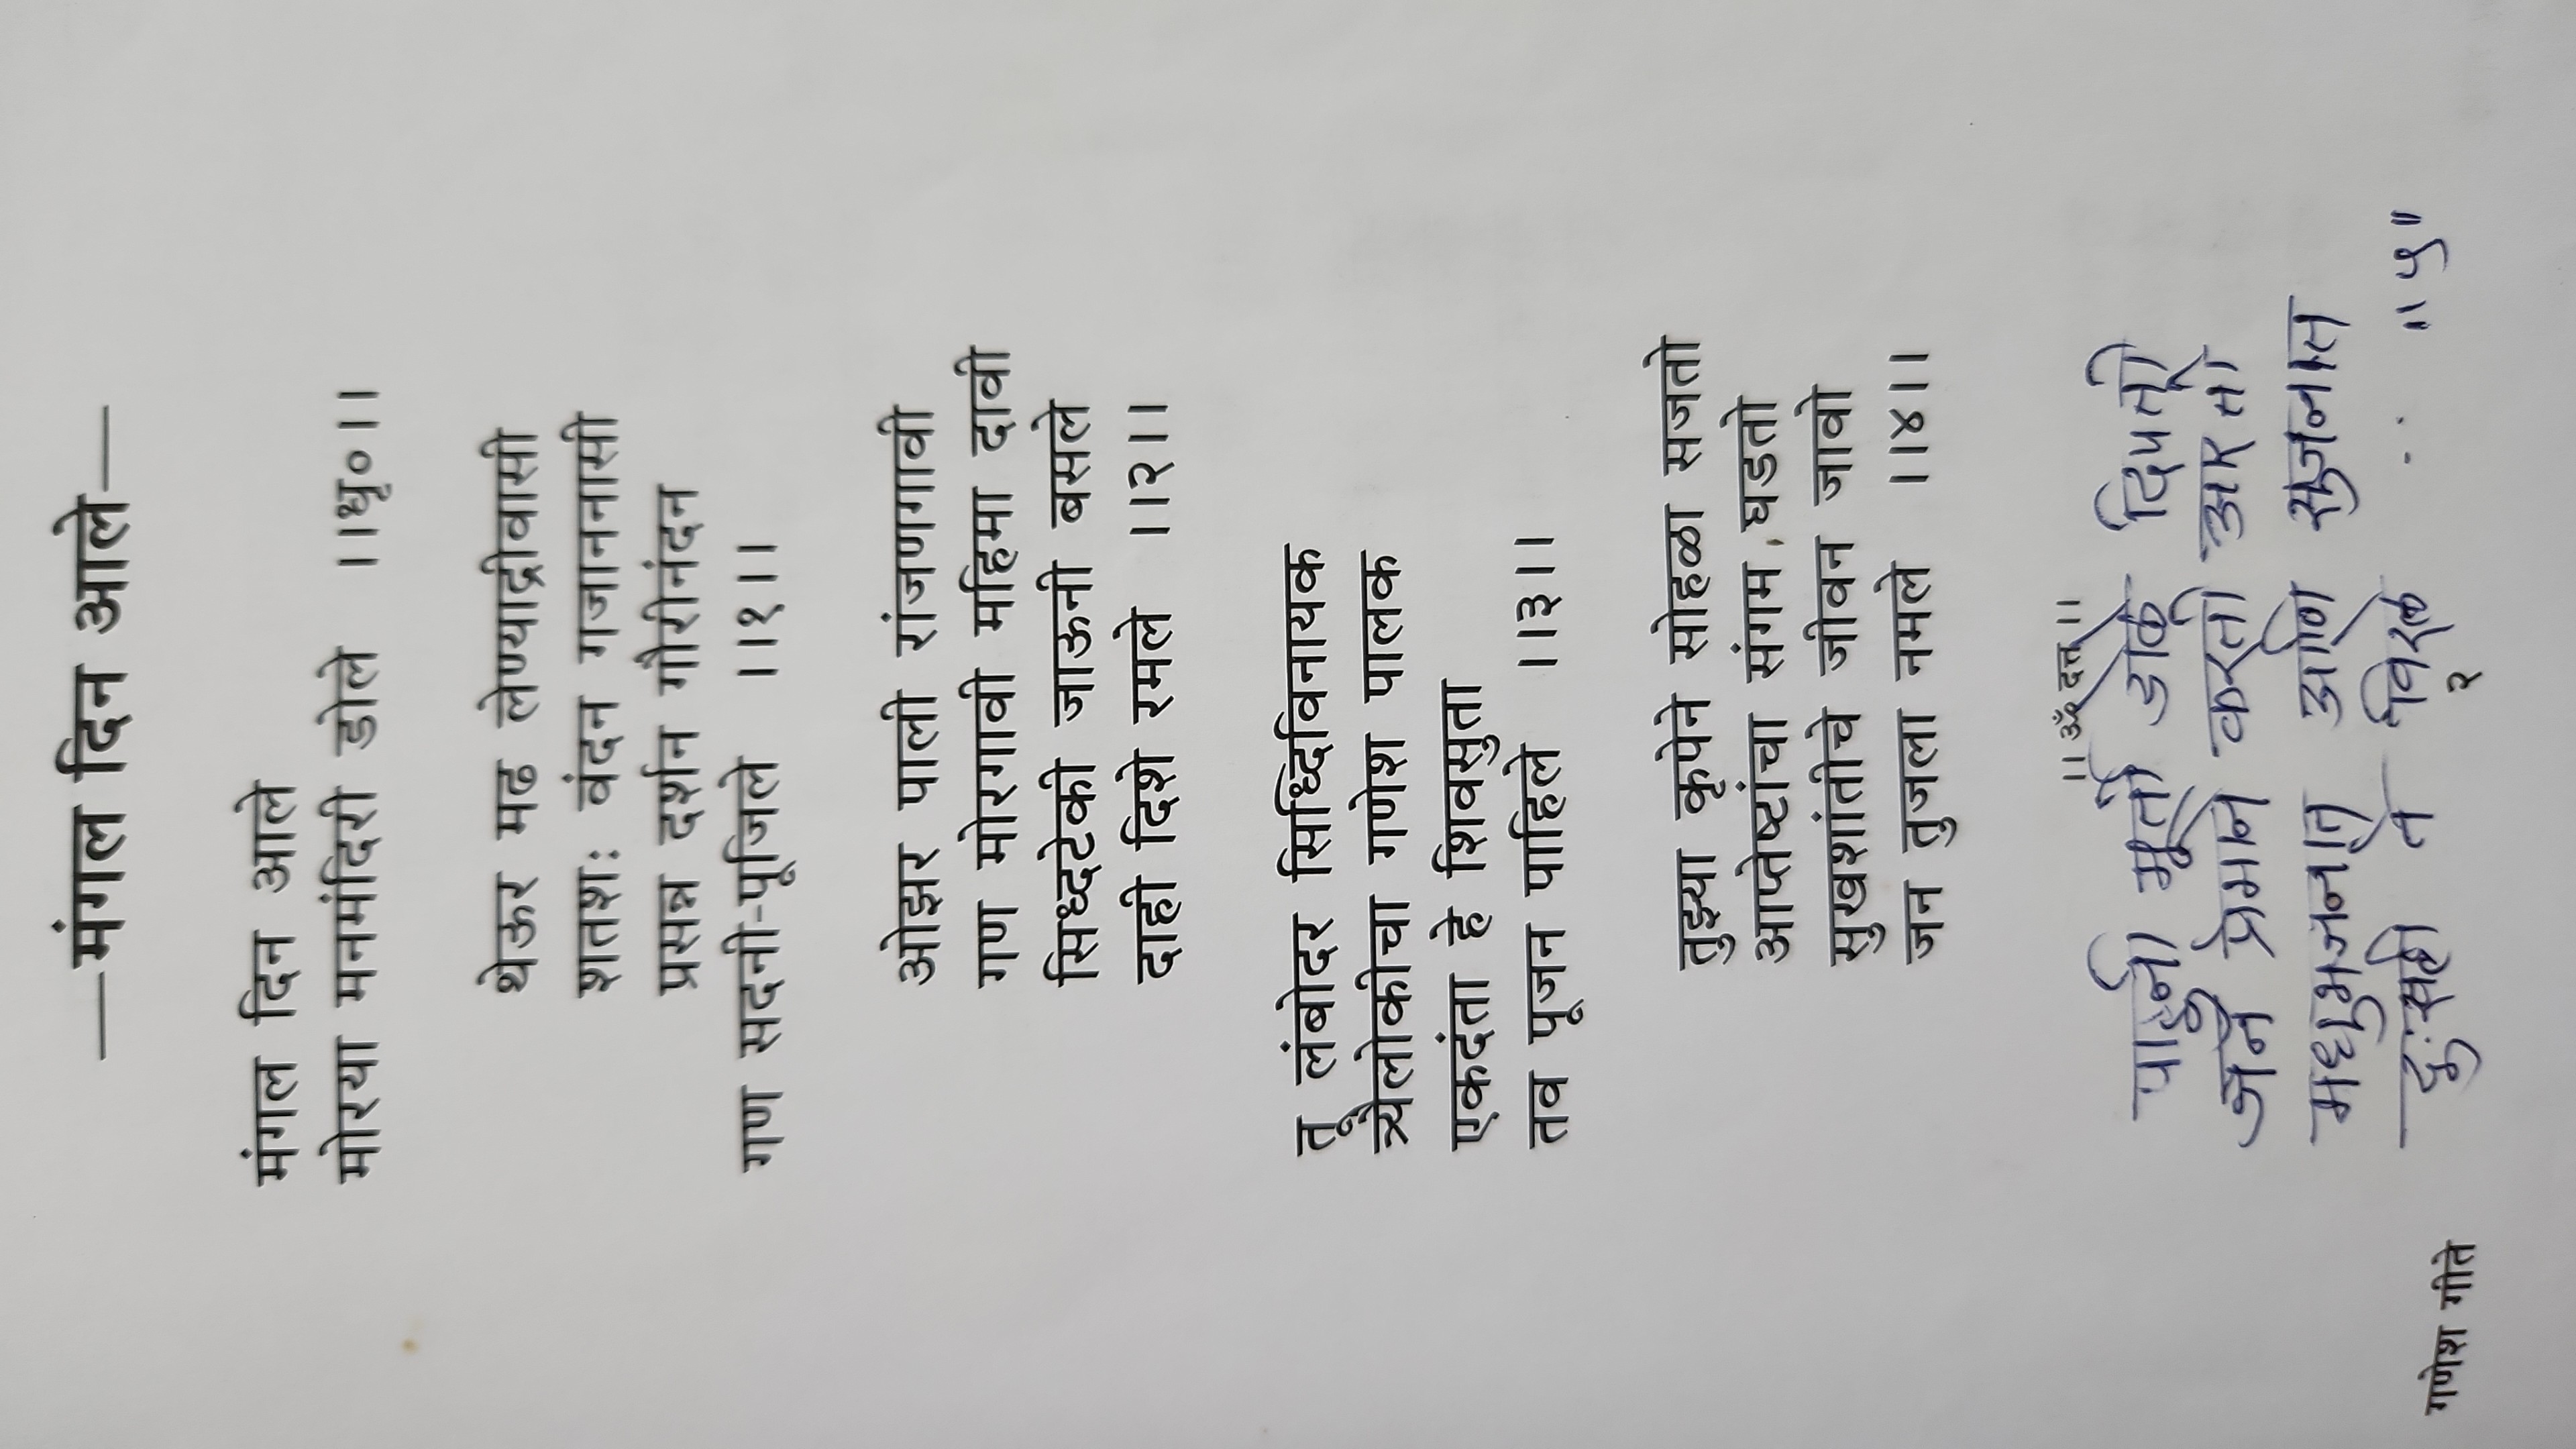 —मंगल दिन आले—
मंगल दिन आले
मोरया मनमंदिरी डोले ।।धृ०।।
थेऊर मढ लेण्याद्रीवासी
शतशः वंदन गजाननासी
प्रसन्न दर्शन गौरीनंदन
गण सदनी-पूजिले ।।१।।
ओझर पाली रांजणगावी
गण मोरगावी महिमा दावी
सिध्दटेकी जाऊनी बसले
दाही दिशे रमले ।।२।।
तू लंबोदर सिध्दिविनायक
त्र्यैलोकीचा गणेश पालक
एकदंता हे शिवसुता
तव पूजन पाहिले ।।३।।
तुझ्या कृपेने सोहळा सजतो
आप्तेष्टांचा संगम घडतो
सुखशांतीचे जीवन जावो
जन तुजला नमले ।।४।।
।। ॐ दत्त ।।
पाहुनी मूर्ती डोळे दिपती
जन प्रेमाने करती आरती
मधुभजनात आणि सुजनात
दुःखही ते विरले .. ॥५॥
गणेश गीते
२